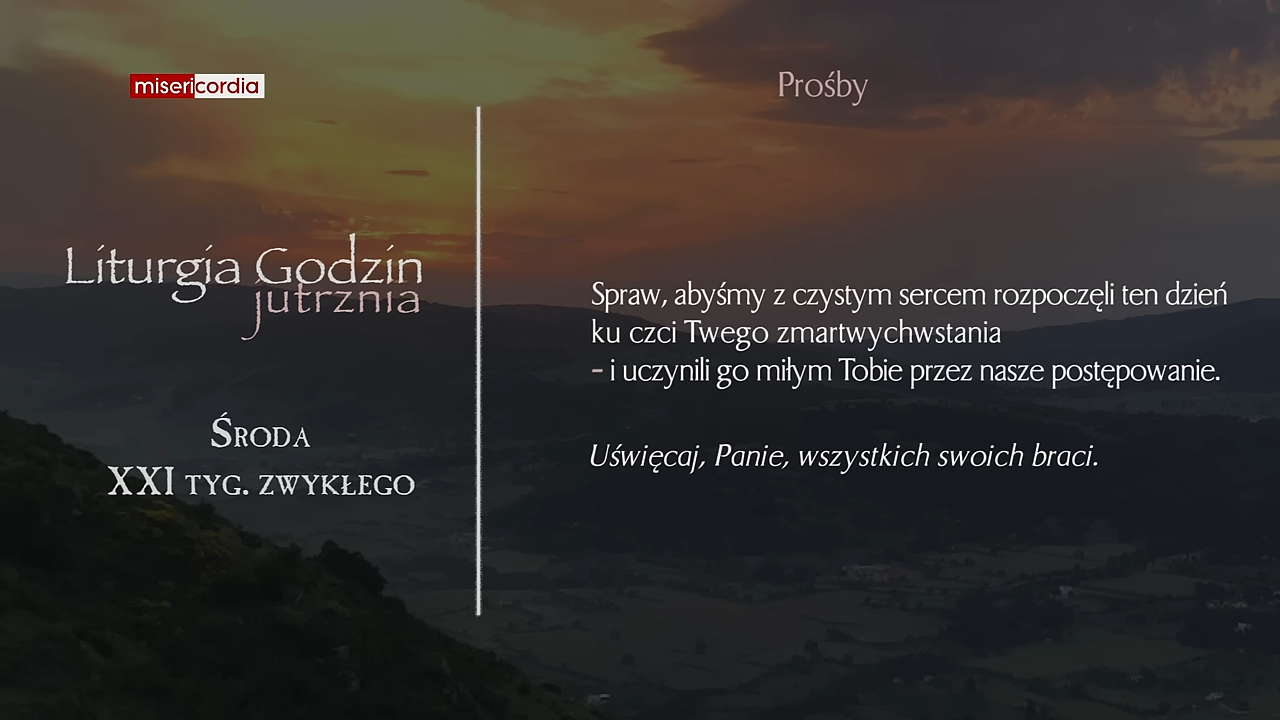 misericordia
Liturgia Godzin
jutrznia
Środa
XXI tyg. zwykłego
Prośby
Spraw, abyśmy z czystym sercem rozpoczęli ten dzień
ku czci Twego zmartwychwstania
- i uczynili go miłym Tobie przez nasze postępowanie.
Uświęcaj, Panie, wszystkich swoich braci.